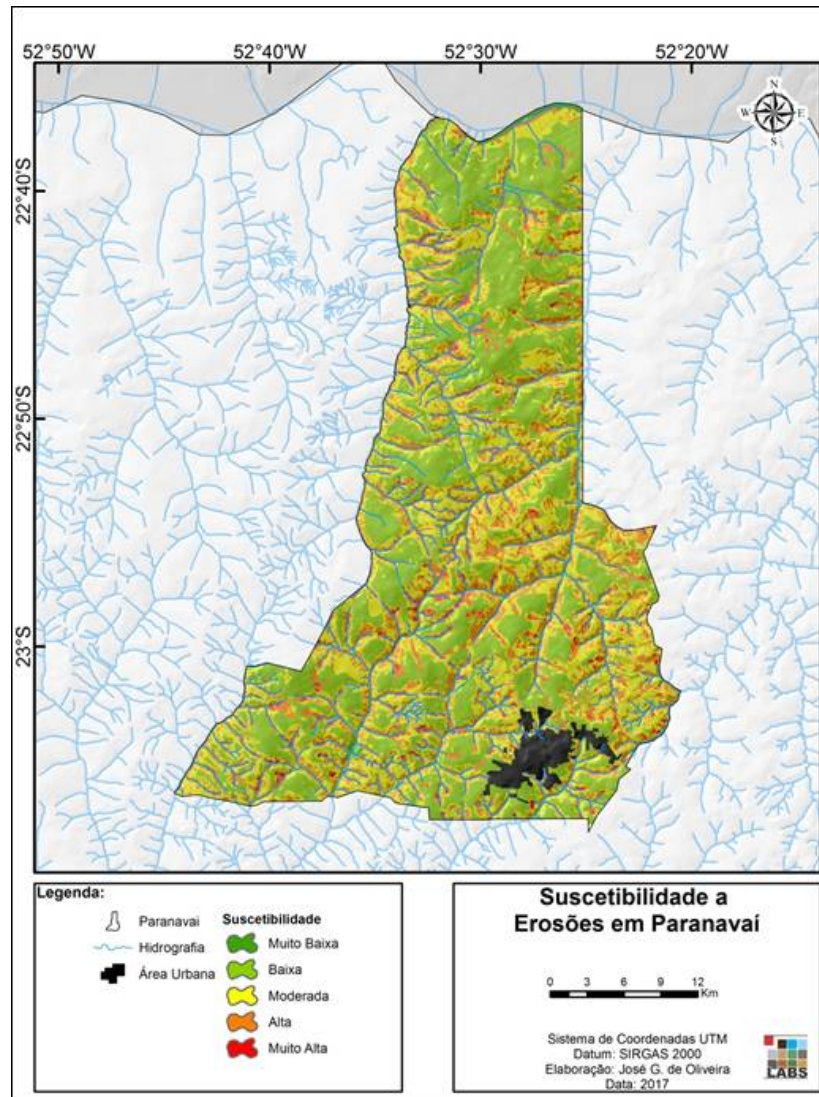 52°50'W 52°40'W 52°30'W 52°20'W
N
W E
S
22°40'S
22°50'S
23°S
Legenda:
Paranavai
Hidrografia
Área Urbana
Suscetibilidade
Muito Baixa
Baixa
Moderada
Alta
Muito Alta
Suscetibilidade a
Erosões em Paranavaí
0 3 6 9 12
Km
Sistema de Coordenadas UTM
Datum: SIRGAS 2000
Elaboração: José G. de Oliveira
Data: 2017
LABS